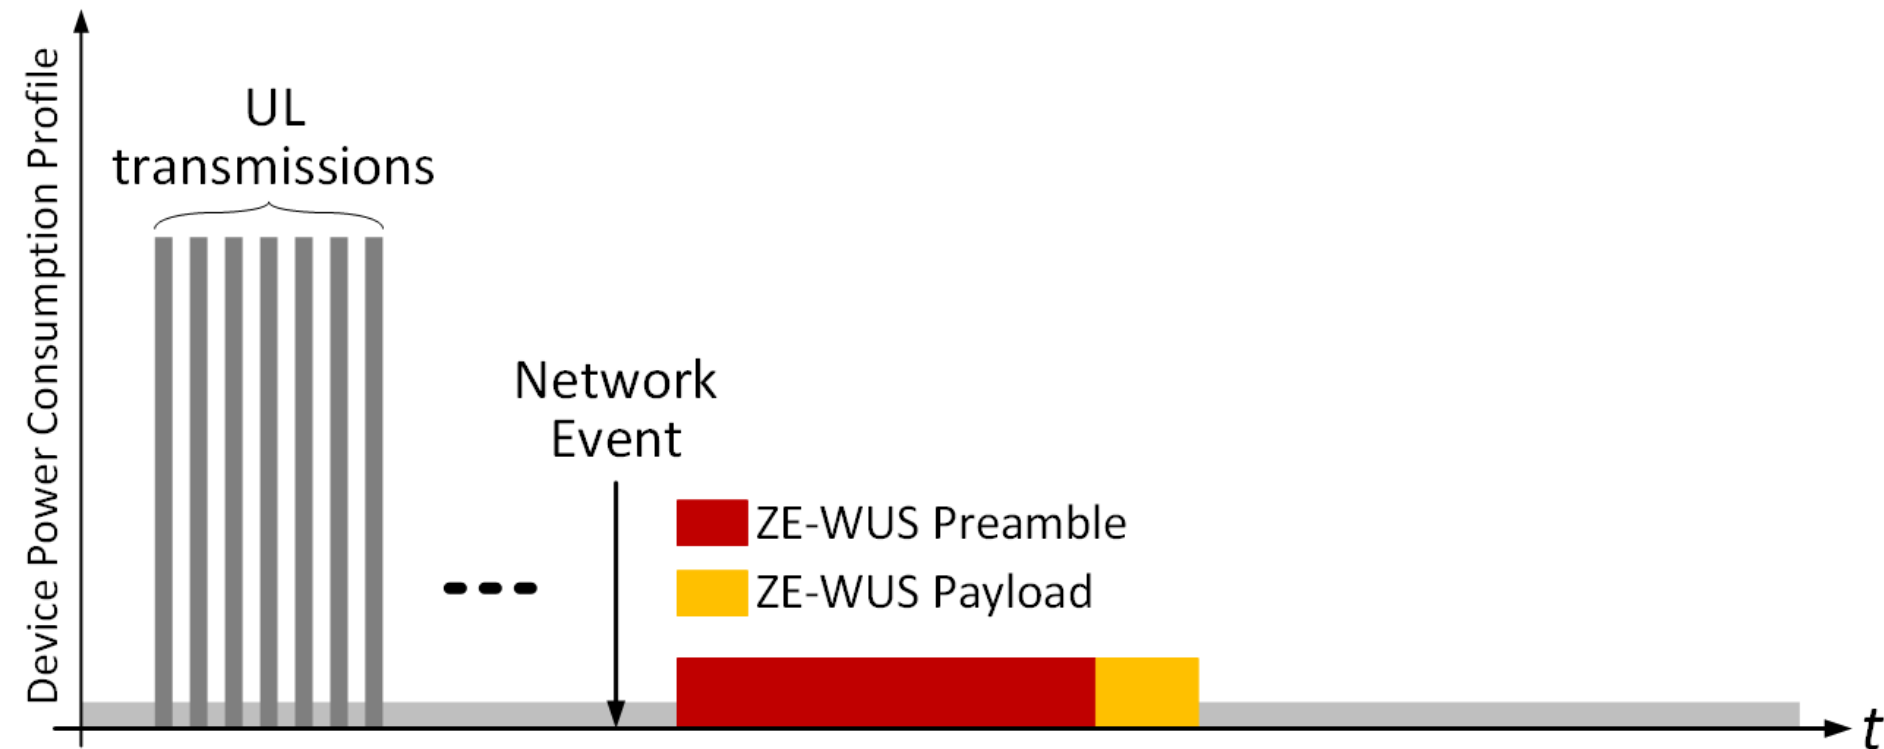 Device Power Consumption Profile
UL
transmissions
Network
Event
ZE-WUS Preamble
ZE-WUS Payload
t